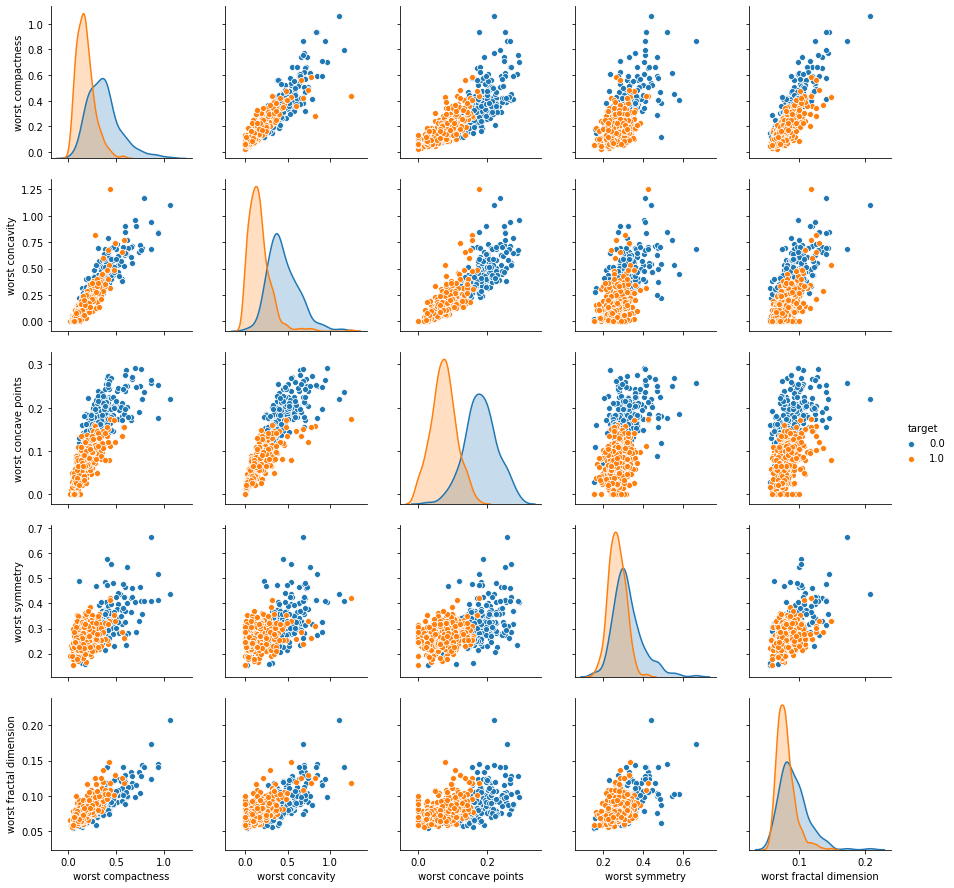 worst compactness
1.0
0.8
0.6
0.4
0.2
0.0
worst concavity
1.25
1.00
0.75
0.50
0.25
0.00
worst concave points
0.3
0.2
0.1
0.0
target
0.0
1.0
worst symmetry
0.7
0.6
0.5
0.4
0.3
0.2
worst fractal dimension
0.20
0.15
0.10
0.05
0.0 0.5 1.0
worst compactness
0.0 0.5 1.0
worst concavity
0.0 0.2
worst concave points
0.2 0.4 0.6
worst symmetry
0.1 0.2
worst fractal dimension